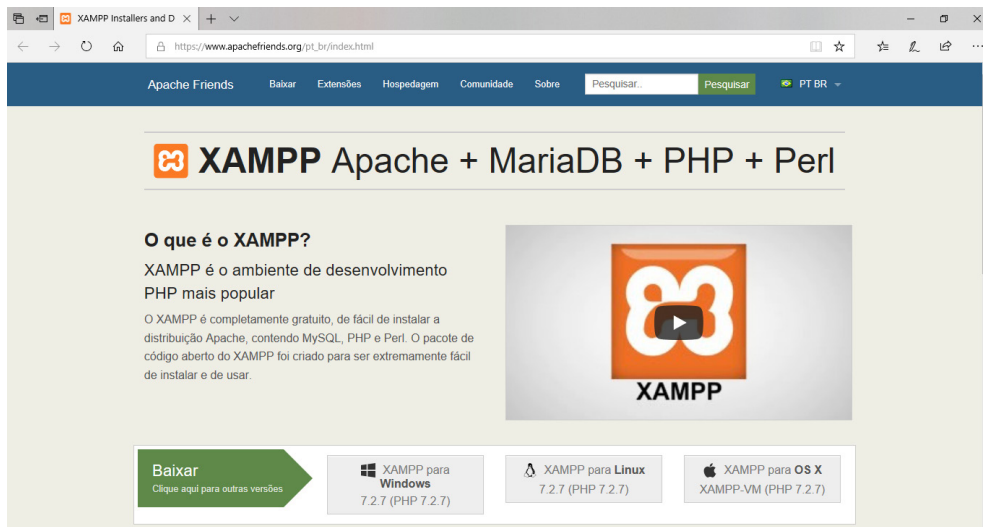 XAMPP Installers and D
https://www.apachefriends.org/pt_br/index.html
Apache Friends Baixar Extensões Hospedagem Comunidade Sobre Pesquisar.. Pesquisar PT BR
XAMPP Apache + MariaDB + PHP + Perl
O que é o XAMPP?
XAMPP é o ambiente de desenvolvimento
PHP mais popular
O XAMPP é completamente gratuito, de fácil de instalar a
distribuição Apache, contendo MySQL, PHP e Perl. O pacote de
código aberto do XAMPP foi criado para ser extremamente fácil
de instalar e de usar.
XAMPP
Baixar
Clique aqui para outras versões
XAMPP para
Windows
7.2.7 (PHP 7.2.7)
XAMPP para Linux
7.2.7 (PHP 7.2.7)
XAMPP para OS X
XAMPP-VM (PHP 7.2.7)